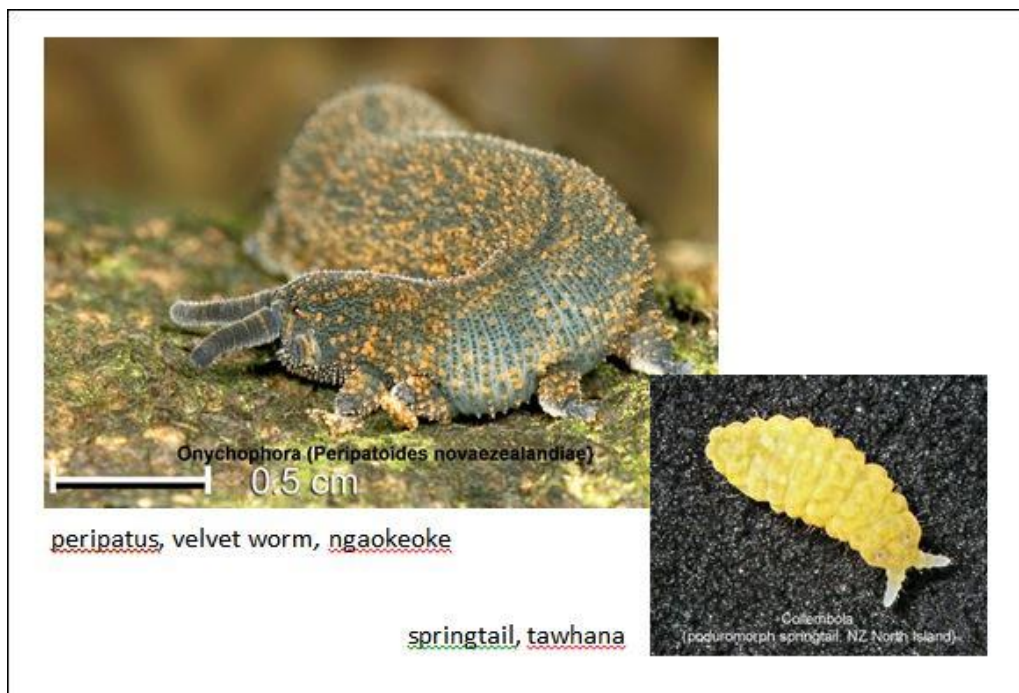 Onychophora (Peripatoides novaezealandiae)
0.5 cm
peripatus, velvet worm, ngaokeoke
springtail, tawhana
Collembola
(poduromorph springtail, NZ North Island)